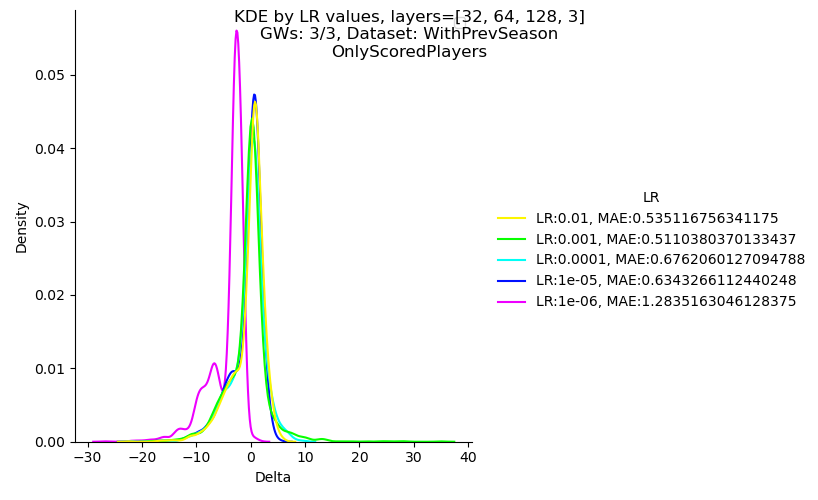 KDE by LR values, layers=[32, 64, 128, 3]
GWs: 3/3, Dataset: WithPrevSeason
OnlyScoredPlayers
0.05
0.04
0.03
0.02
0.01
0.00
Density
−30 −20 −10 0 10 20 30 40
Delta
LR
LR:0.01, MAE:0.535116756341175
LR:0.001, MAE:0.5110380370133437
LR:0.0001, MAE:0.6762060127094788
LR:1e-05, MAE:0.6343266112440248
LR:1e-06, MAE:1.2835163046128375